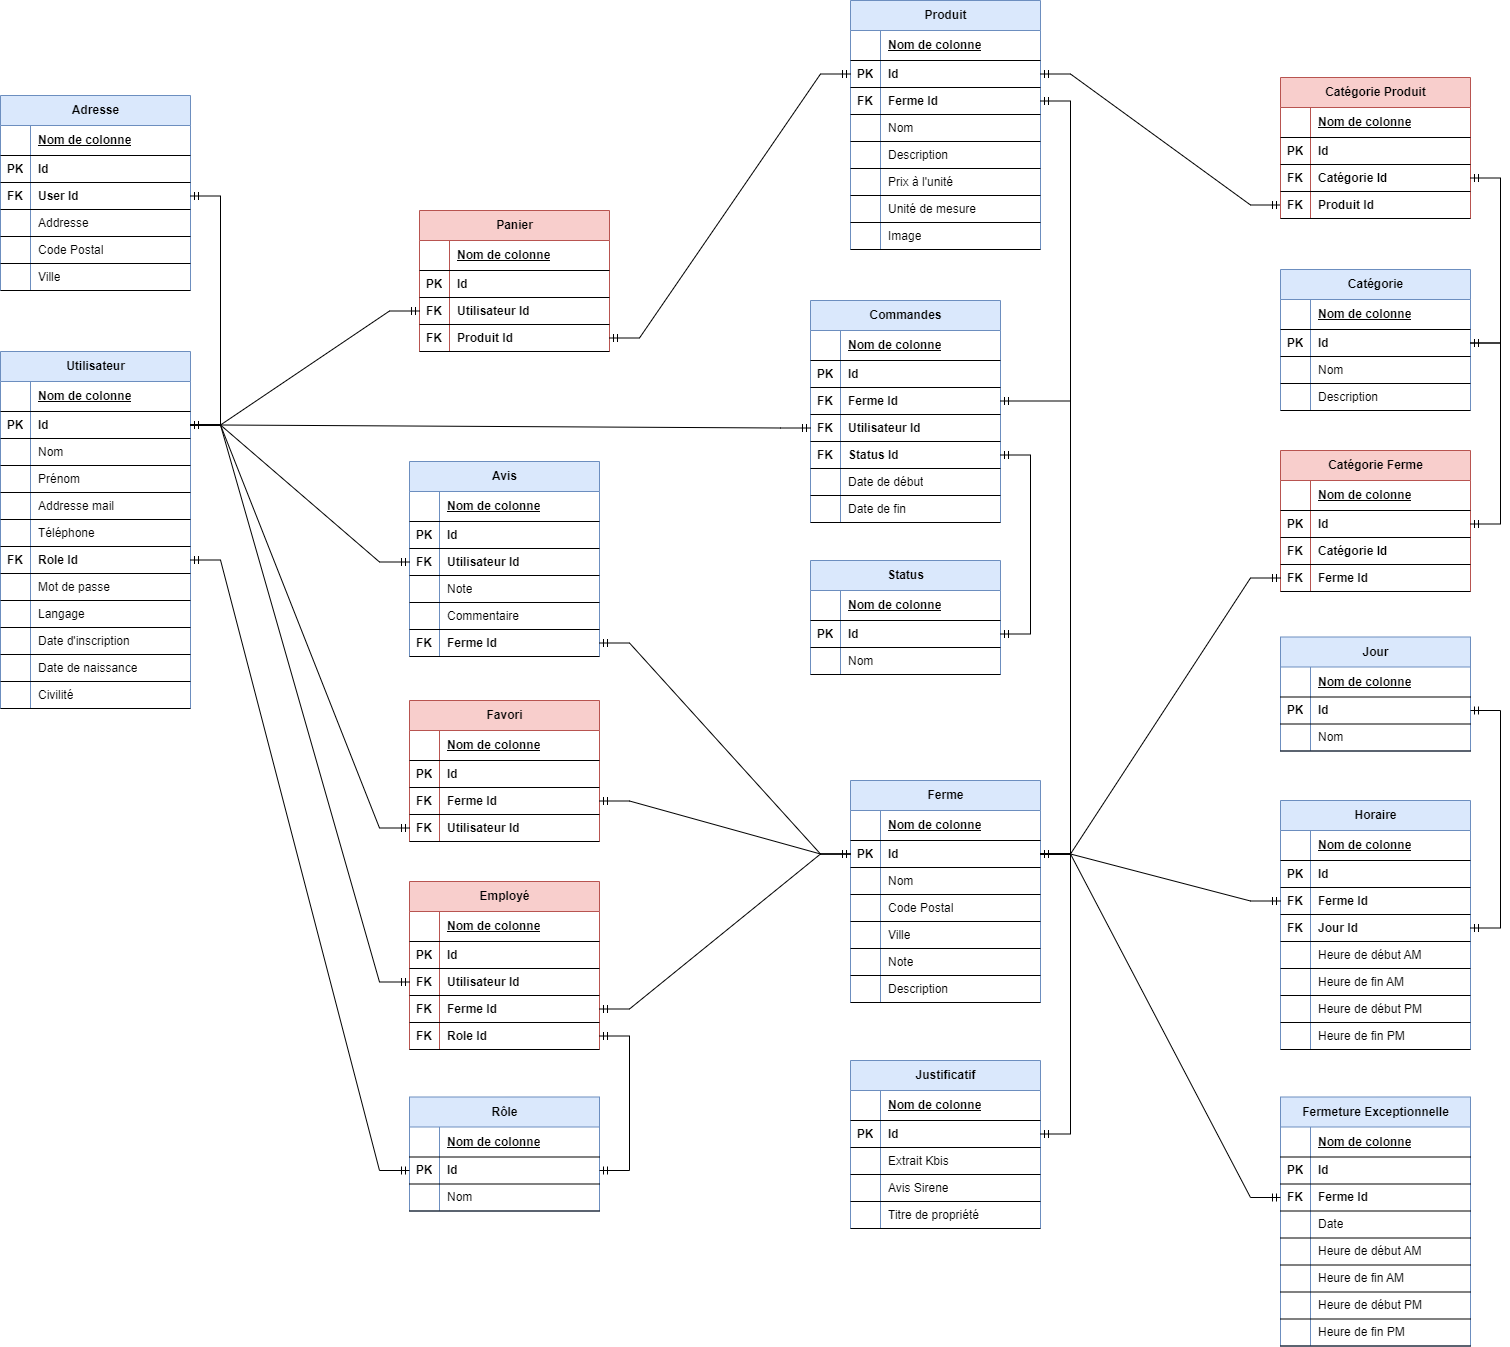 Adresse
Nom de colonne
PK Id
FK User Id
Addresse
Code Postal
Ville
Utilisateur
Nom de colonne
PK Id
Nom
Prénom
Addresse mail
Téléphone
FK Role Id
Mot de passe
Langage
Date d'inscription
Date de naissance
Civilité
Panier
Nom de colonne
PK Id
FK Utilisateur Id
FK Produit Id
Avis
Nom de colonne
PK Id
FK Utilisateur Id
Note
Commentaire
FK Ferme Id
Favori
Nom de colonne
PK Id
FK Ferme Id
FK Utilisateur Id
Employé
Nom de colonne
PK Id
FK Utilisateur Id
FK Ferme Id
FK Role Id
Rôle
Nom de colonne
PK Id
Nom
Produit
Nom de colonne
PK Id
FK Ferme Id
Nom
Description
Prix à l'unité
Unité de mesure
Image
Commandes
Nom de colonne
PK Id
FK Ferme Id
FK Utilisateur Id
FK Status Id
Date de début
Date de fin
Status
Nom de colonne
PK Id
Nom
Ferme
Nom de colonne
PK Id
Nom
Code Postal
Ville
Note
Description
Justificatif
Nom de colonne
PK Id
Extrait Kbis
Avis Sirene
Titre de propriété
Catégorie Produit
Nom de colonne
PK Id
FK Catégorie Id
FK Produit Id
Catégorie
Nom de colonne
PK Id
Nom
Description
Catégorie Ferme
Nom de colonne
PK Id
FK Catégorie Id
FK Ferme Id
Jour
Nom de colonne
PK Id
Nom
Horaire
Nom de colonne
PK Id
FK Ferme Id
FK Jour Id
Heure de début AM
Heure de fin AM
Heure de début PM
Heure de fin PM
Fermeture Exceptionnelle
Nom de colonne
PK Id
FK Ferme Id
Date
Heure de début AM
Heure de fin AM
Heure de début PM
Heure de fin PM